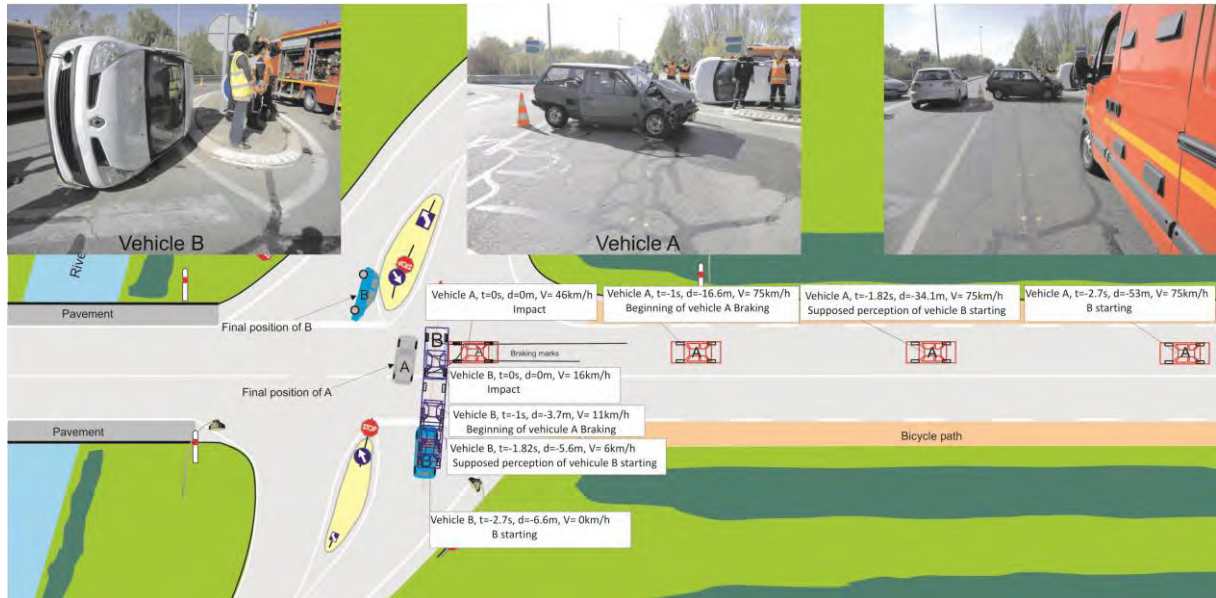 Vehicle B
Vehicle A
STOP
River
B
Pavement
Final position of B
Vehicle A, t=0s, d=0m, V= 46km/h
Impact
Vehicle A, t=-1s, d=-16.6m, V= 75km/h
Beginning of vehicle A Braking
Vehicle A, t=-1.82s, d=-34.1m, V= 75km/h
Supposed perception of vehicle B starting
Vehicle A, t=-2.7s, d=-53m, V= 75km/h
B starting
B
A
A
Braking marks
A
A
A
Final position of A
Vehicle B, t=0s, d=0m, V= 16km/h
Impact
Vehicle B, t=-1s, d=-3.7m, V= 11km/h
Beginning of vehicule A Braking
Pavement
STOP
Bicycle path
B
Vehicle B, t=-1.82s, d=-5.6m, V= 6km/h
Supposed perception of vehicule B starting
Vehicle B, t=-2.7s, d=-6.6m, V= 0km/h
B starting